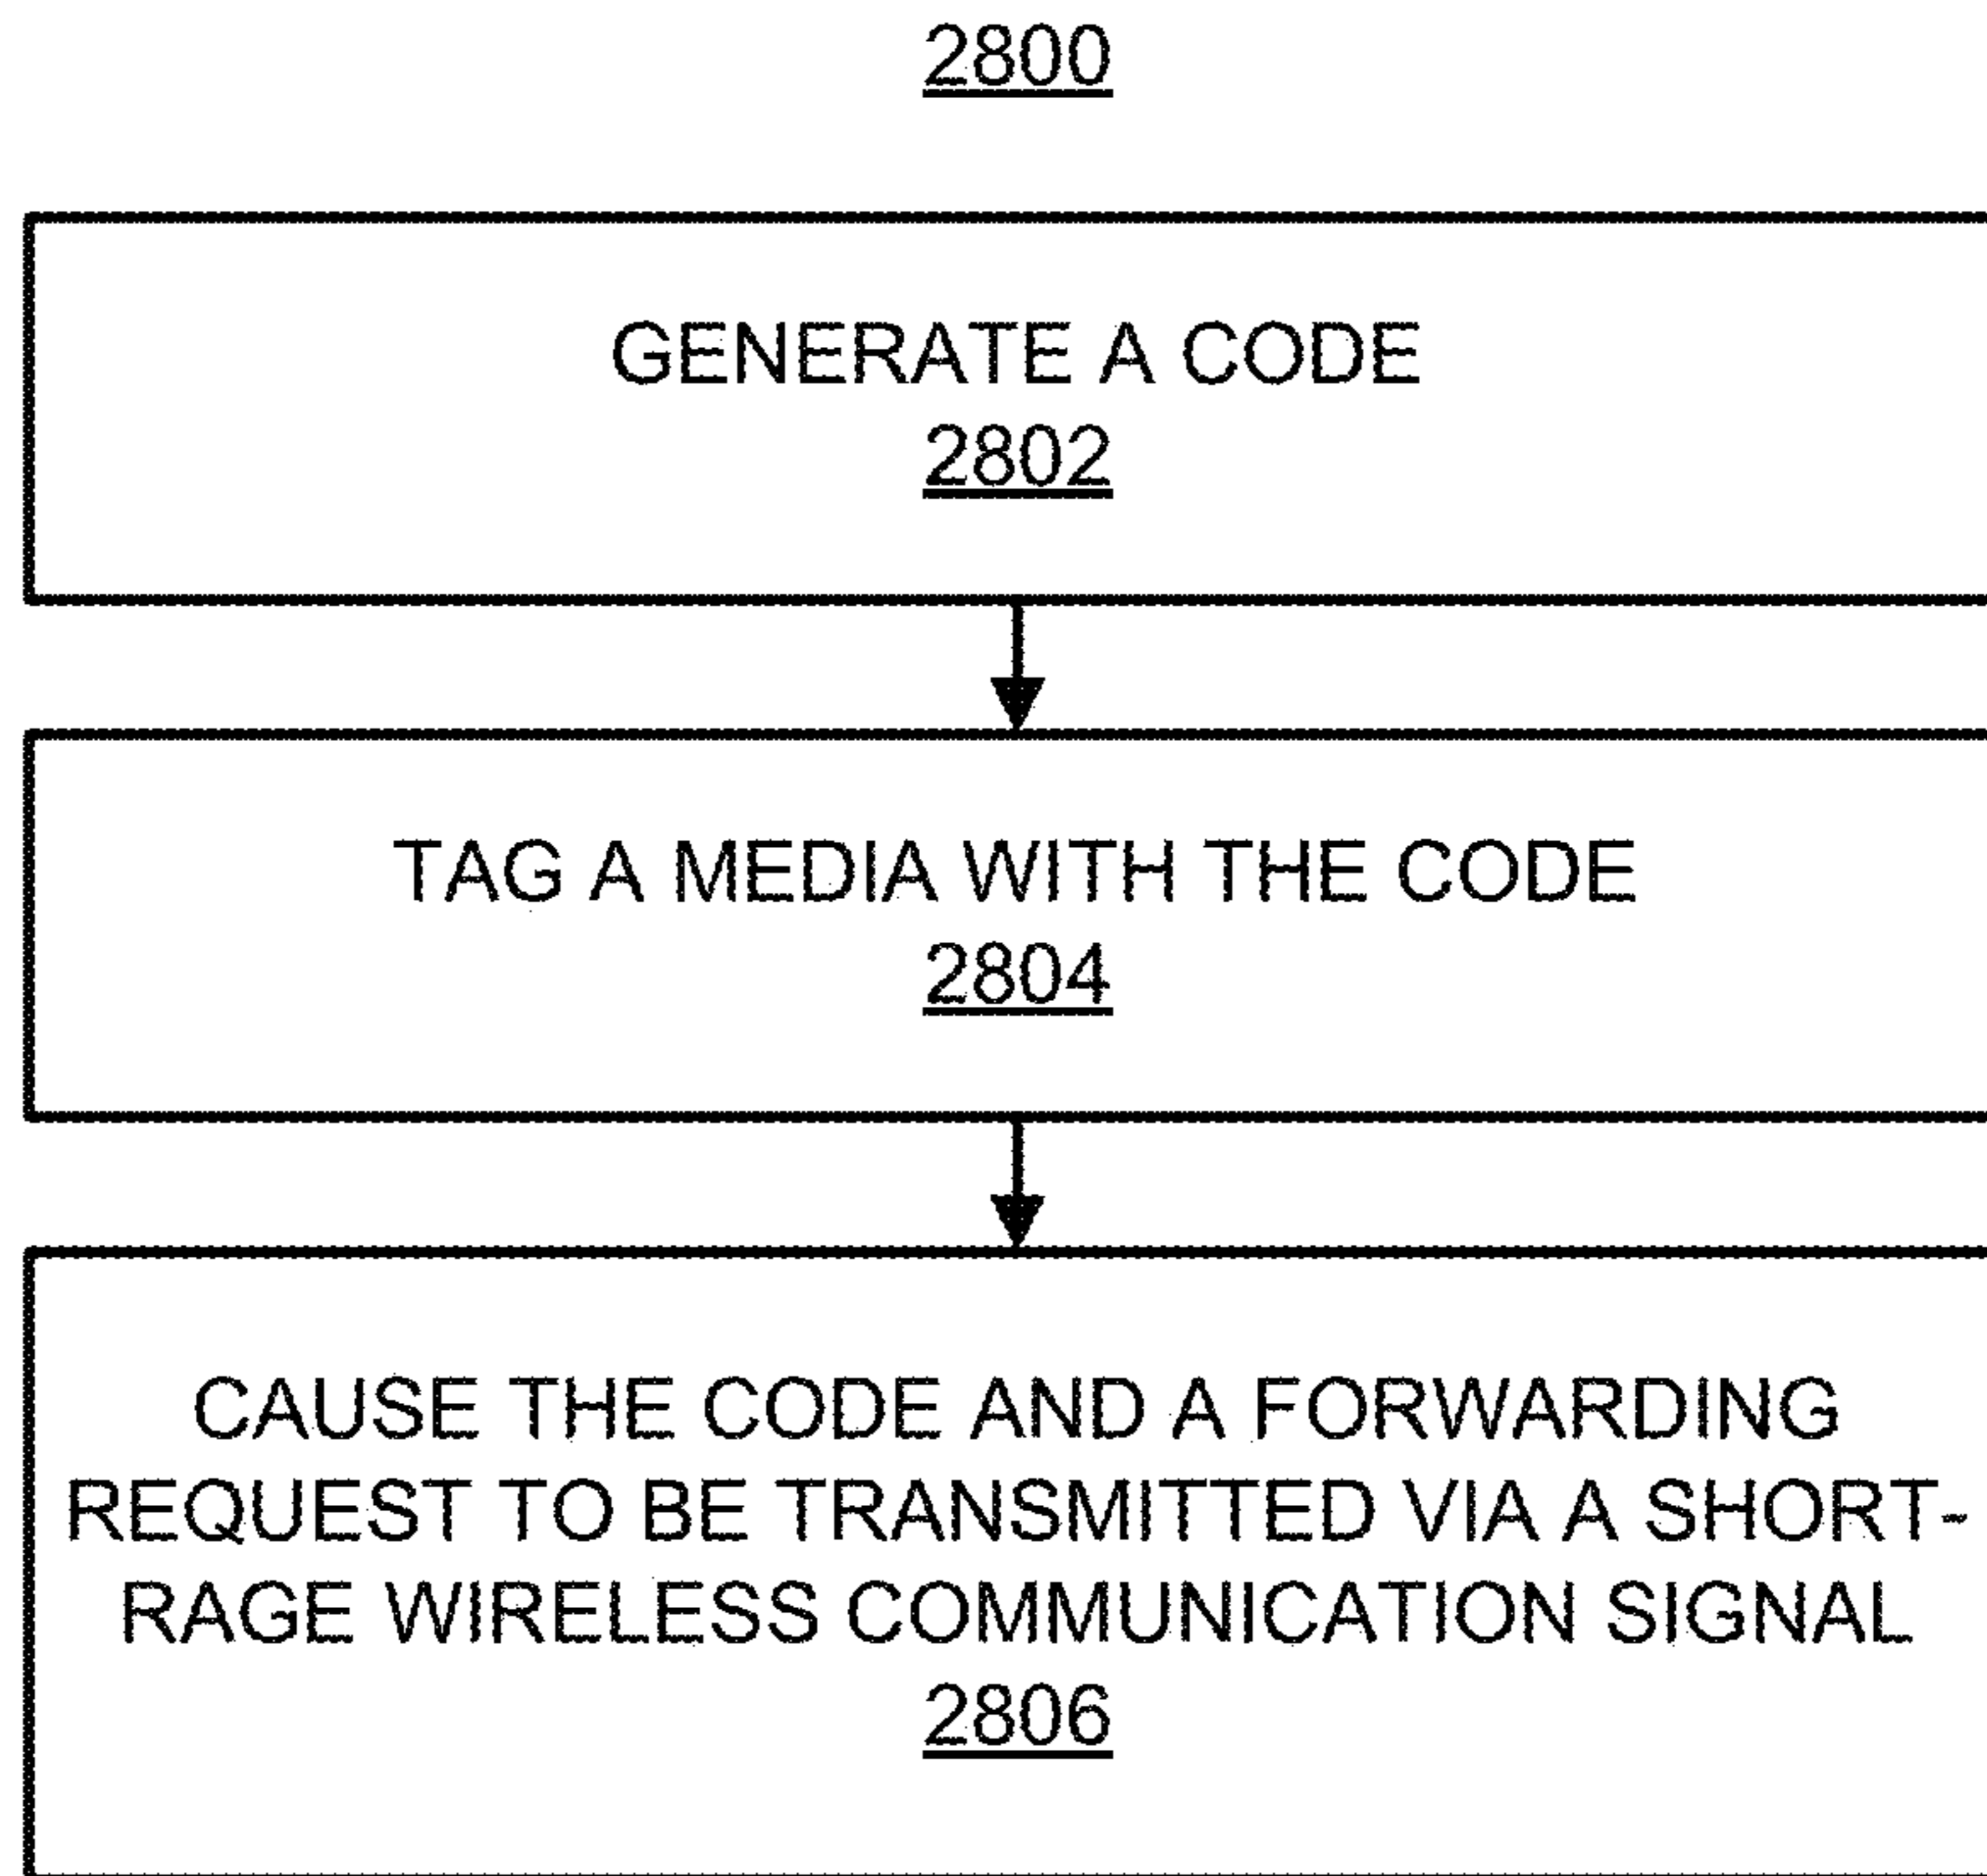 2800
GENERATE A CODE
2802
TAG A MEDIA WITH THE CODE
2804
CAUSE THE CODE AND A FORWARDING
REQUEST TO BE TRANSMITTED VIA A SHORT-
RAGE WIRELESS COMMUNICATION SIGNAL
2806